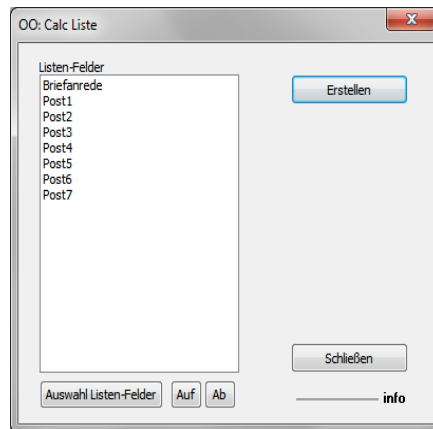 OO: Calc Liste
Listen-Felder
Briefanrede
Post1
Post2
Post3
Post4
Post5
Post6
Post7
Erstellen
Schließen
Auswahl Listen-Felder Auf Ab
info